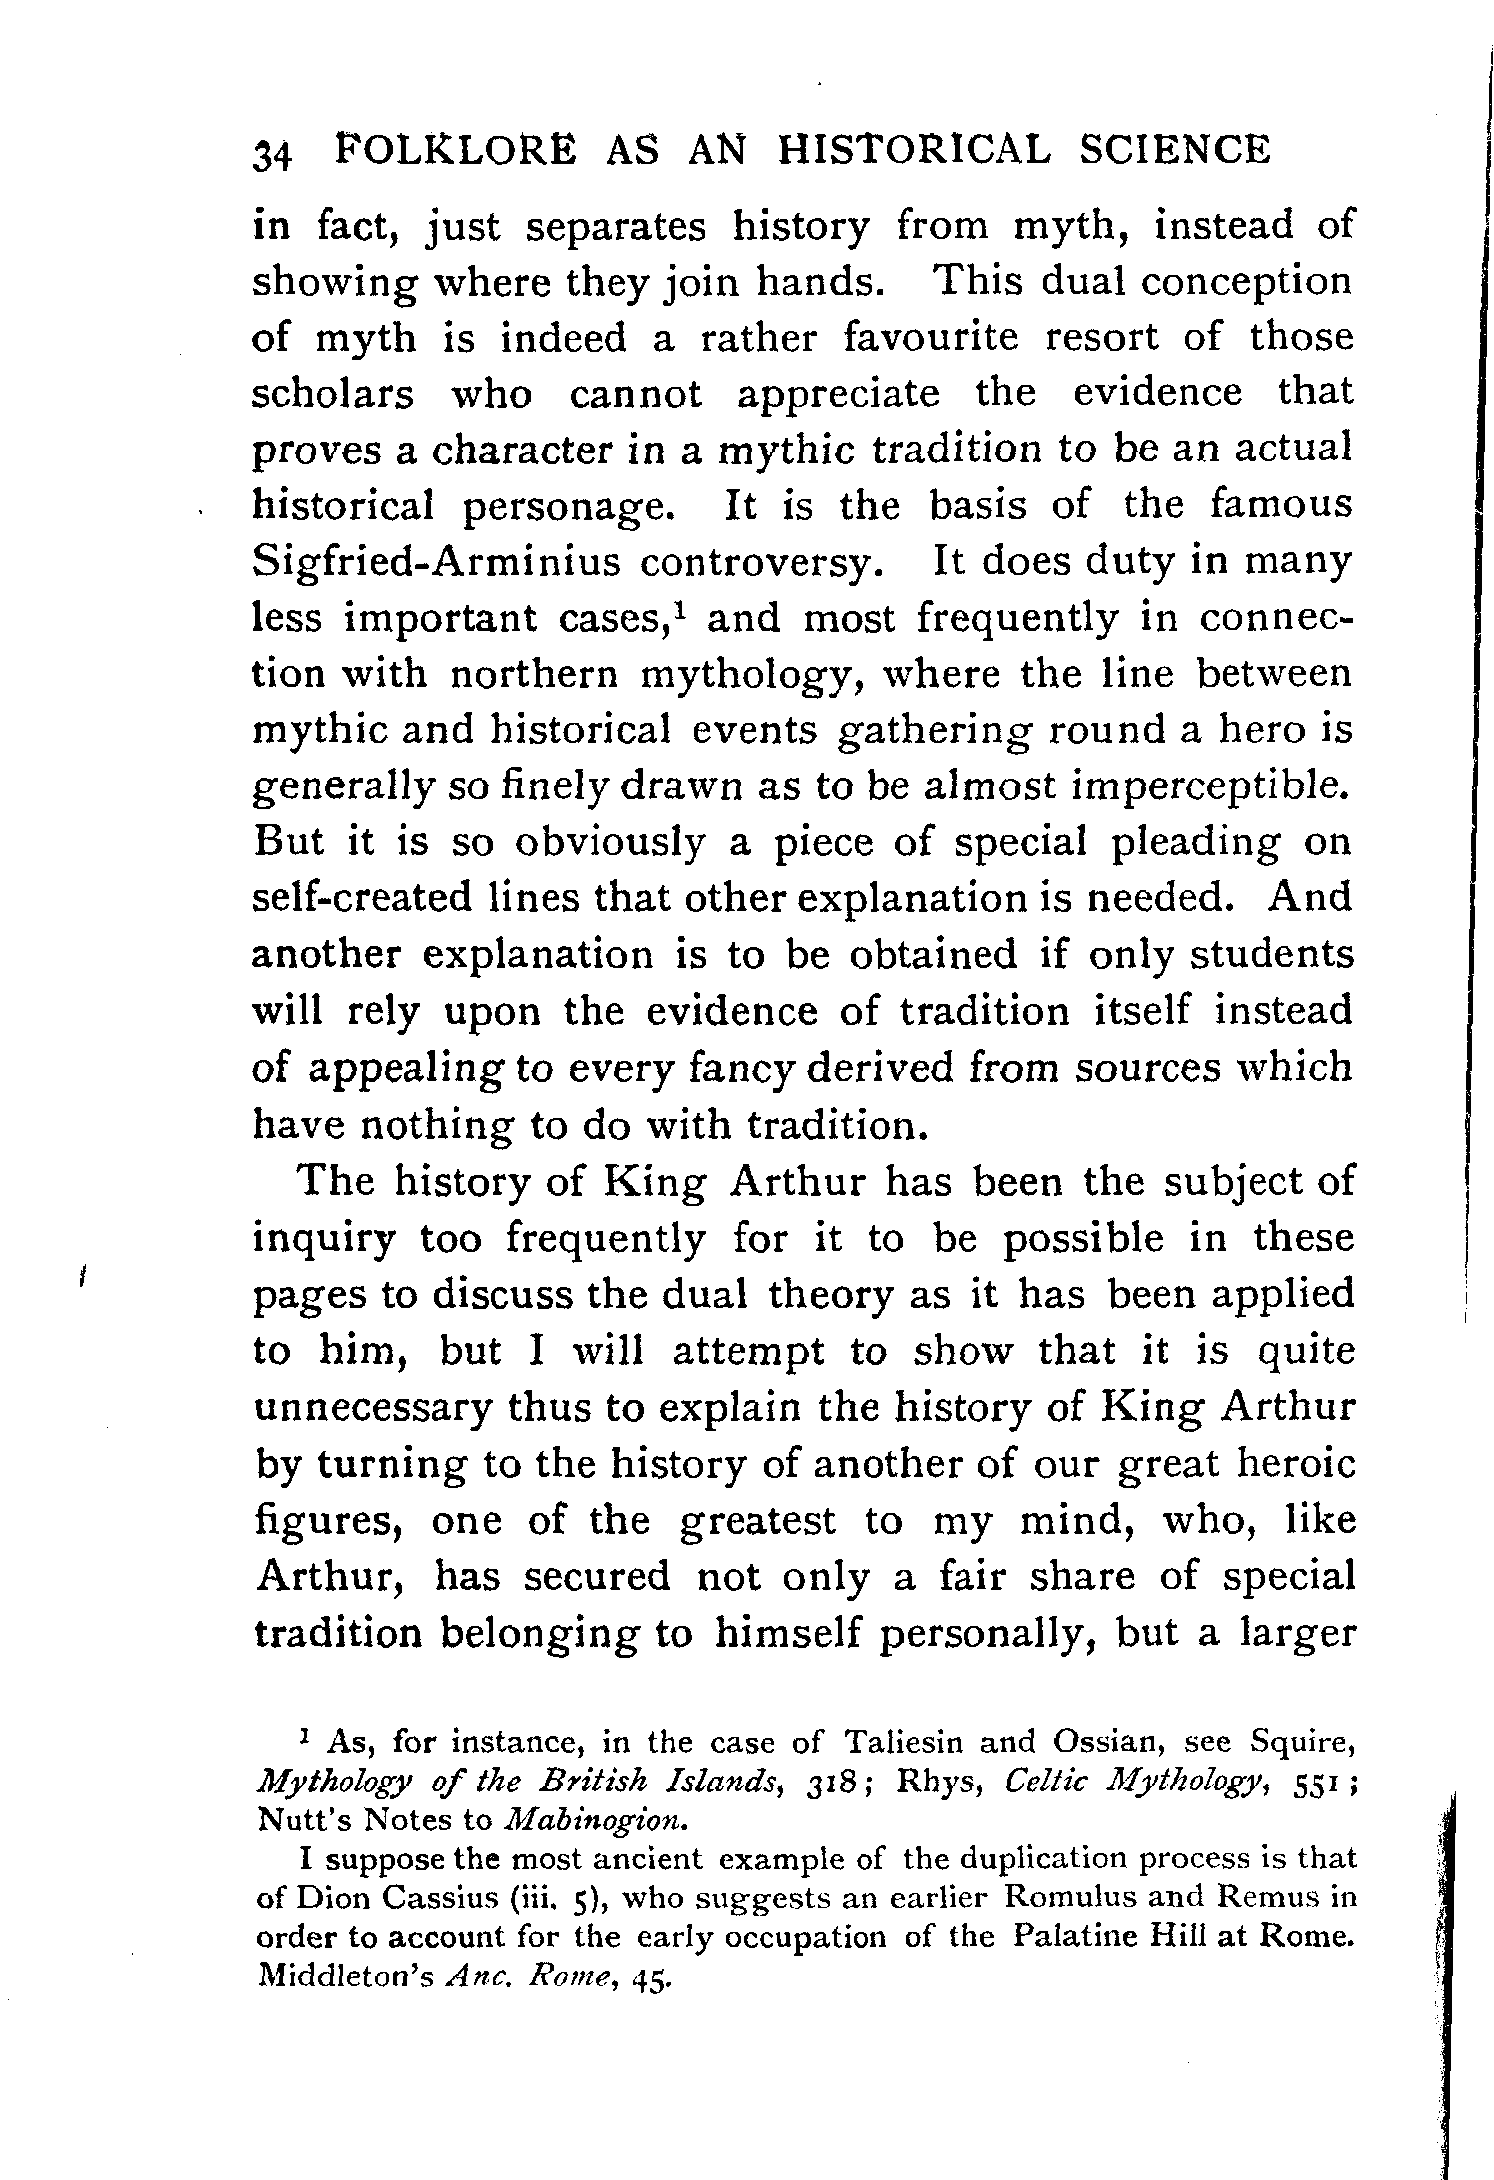 34 FOLKLORE AS AN HISTORICAL SCIENCE
in fact, just separates history from myth, instead of
showing where they join hands. This dual conception
of myth is indeed a rather favourite resort of those
scholars who cannot appreciate the evidence that
proves a character in a mythic tradition to be an actual
historical personage. It is the basis of the famous
Sigfried-Arminius controversy. It does duty in many
less important cases,¹ and most frequently in connec-
tion with northern mythology, where the line between
mythic and historical events gathering round a hero is
generally so finely drawn as to be almost imperceptible.
But it is so obviously a piece of special pleading on
self-created lines that other explanation is needed. And
another explanation is to be obtained if only students
will rely upon the evidence of tradition itself instead
of appealing to every fancy derived from sources which
have nothing to do with tradition.
The history of King Arthur has been the subject of
inquiry too frequently for it to be possible in these
pages to discuss the dual theory as it has been applied
to him, but I will attempt to show that it is quite
unnecessary thus to explain the history of King Arthur
by turning to the history of another of our great heroic
figures, one of the greatest to my mind, who, like
Arthur, has secured not only a fair share of special
tradition belonging to himself personally, but a larger
¹ As, for instance, in the case of Taliesin and Ossian, see Squire,
Mythology of the British Islands, 318; Rhys, Celtic Mythology, 551;
Nutt's Notes to Mabinogion.
I suppose the most ancient example of the duplication process is that
of Dion Cassius (iii. 5), who suggests an earlier Romulus and Remus in
order to account for the early occupation of the Palatine Hill at Rome.
Middleton's Anc. Rome, 45.